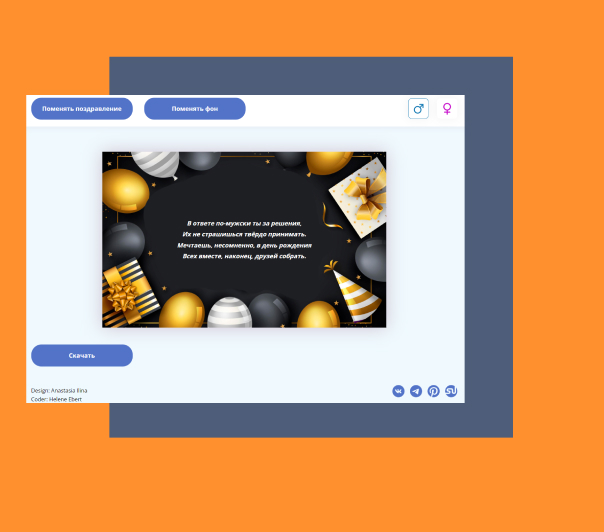 Поменять поздравление
Поменять фон
В ответе по-мужски ты за решения,
Их не страшишься твёрдо принимать.
Мечтаешь, несомненно, в день рождения
Всех вместе, наконец, друзей собрать.
Скачать
Design: Anastasia Ilina
Coder: Helene Ebert